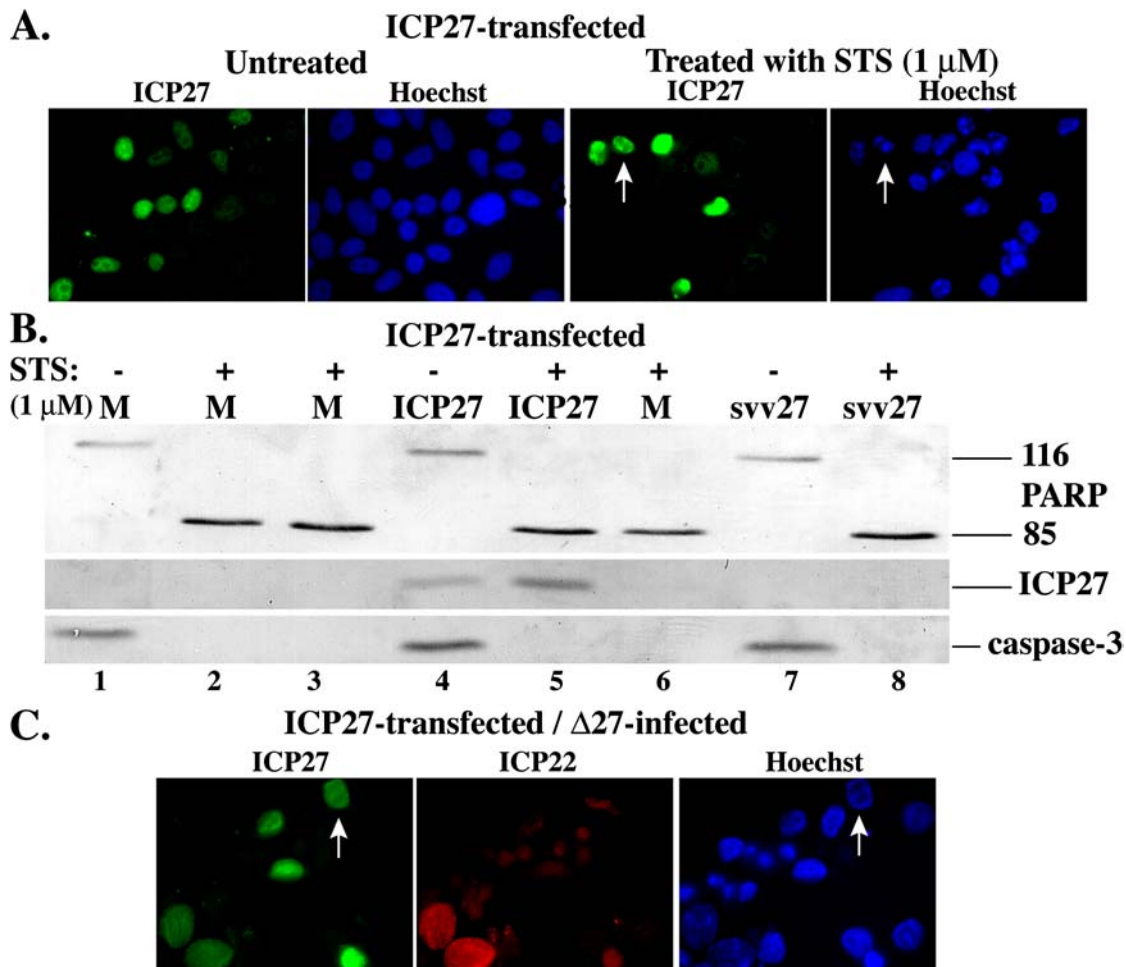 A.
ICP27-transfected
Untreated Treated with STS (1 μM)
ICP27 Hoechst ICP27 Hoechst
B.
ICP27-transfected
STS: - + + - + + - +
(1 μM) M M M ICP27 ICP27 M svv27 svv27
116
PARP
85
ICP27
caspase-3
1 2 3 4 5 6 7 8
C.
ICP27-transfected / Δ27-infected
ICP27 ICP22 Hoechst